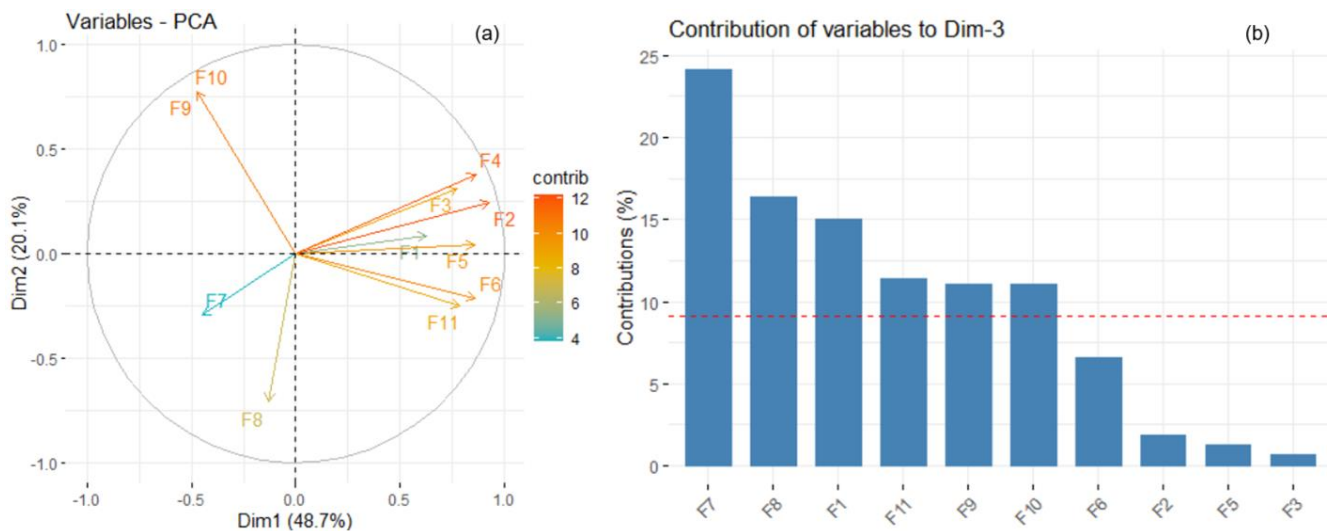 Variables - PCA
(a)
1.0
0.5
0.0
-0.5
-1.0
Dim2 (20.1%)
F10
F9
F4
F3
F2
F1
F5
F6
F11
F7
F8
-1.0 -0.5 0.0 0.5 1.0
Dim1 (48.7%)
contrib
12
10
8
6
4
Contribution of variables to Dim-3
(b)
25
20
15
10
5
0
Contributions (%)
F7 F8 F1 F11 F9 F10 F6 F2 F5 F3